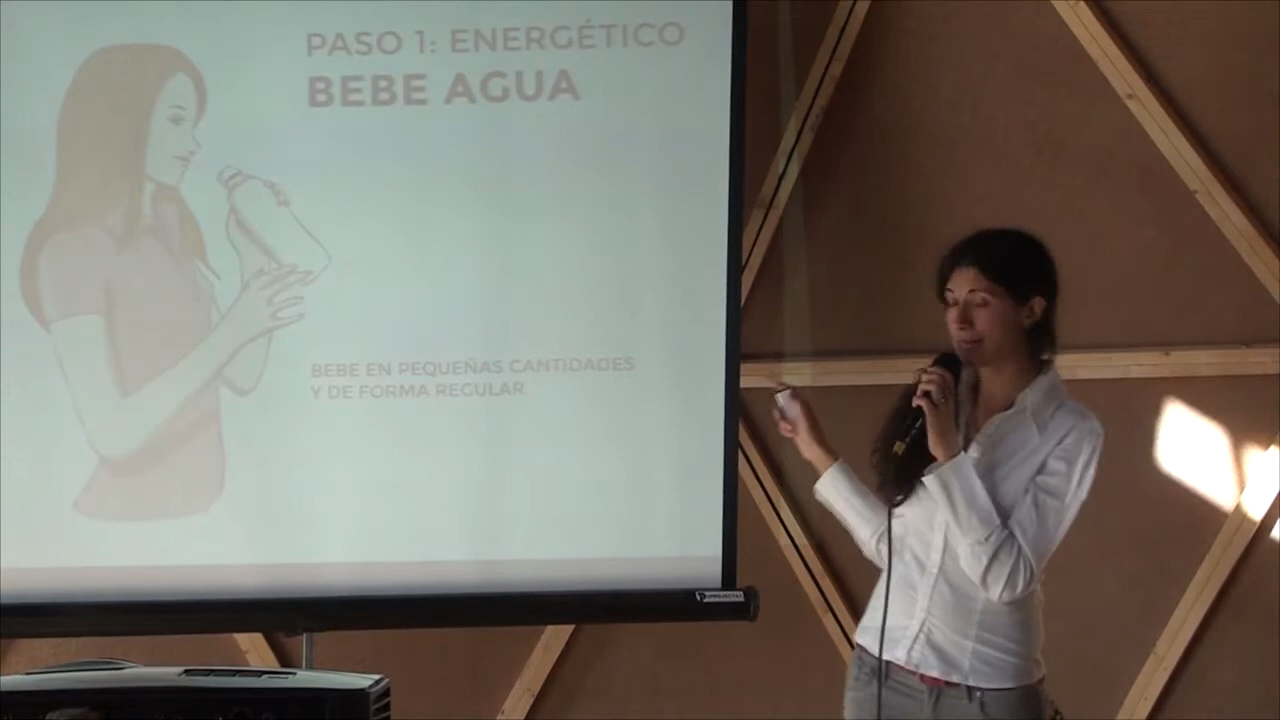 PASO 1: ENERGÉTICO
BEBE AGUA
BEBE EN PEQUEÑAS CANTIDADES
Y DE FORMA REGULAR.